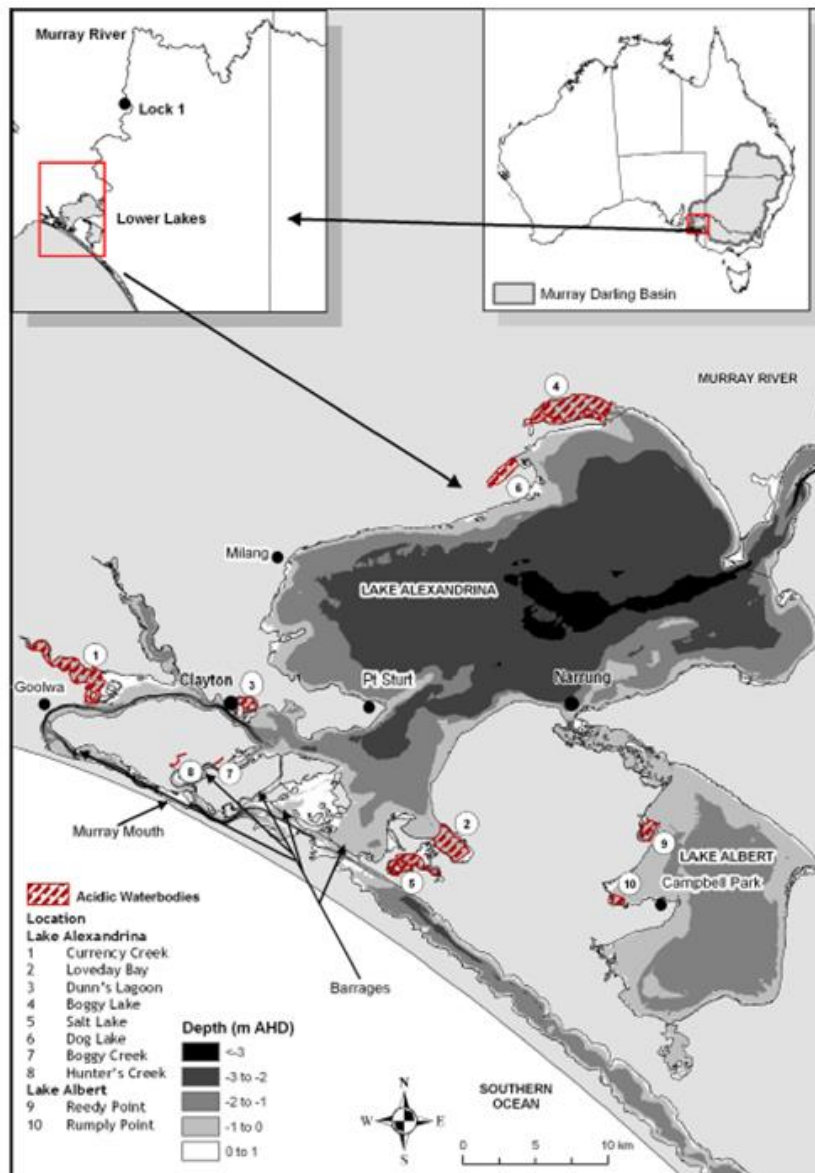 Murray River
Lock 1
Lower Lakes
Murray Darling Basin
MURRAY RIVER
4
6
Milang
LAKE ALEXANDRINA
1
Goolwa
Clayton
3
Pt Sturt
Narrung
8
7
Murray Mouth
2
5
9
LAKE ALBERT
10
Campbell Park
Barrages
Acidic Waterbodies
Location
Lake Alexandrina
1 Currency Creek
2 Loveday Bay
3 Dunn's Lagoon
4 Boggy Lake
5 Salt Lake
6 Dog Lake
7 Boggy Creek
8 Hunter's Creek
Lake Albert
9 Reedy Point
10 Rumply Point
Depth (m AHD)
<-3
-3 to -2
-2 to -1
-1 to 0
0 to 1
N
W E
S
SOUTHERN
OCEAN
0 5 10 km